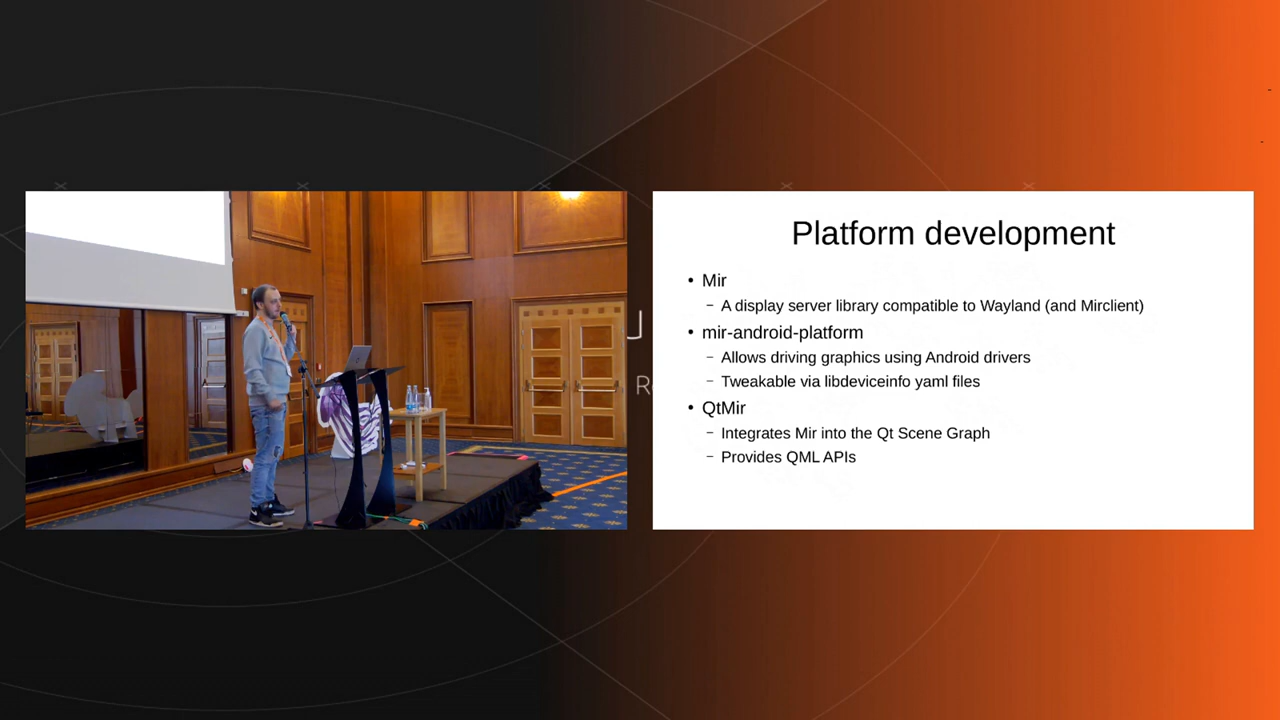 Platform development
• Mir
– A display server library compatible to Wayland (and Mirclient)
• mir-android-platform
– Allows driving graphics using Android drivers
– Tweakable via libdeviceinfo yaml files
• QtMir
– Integrates Mir into the Qt Scene Graph
– Provides QML APIs